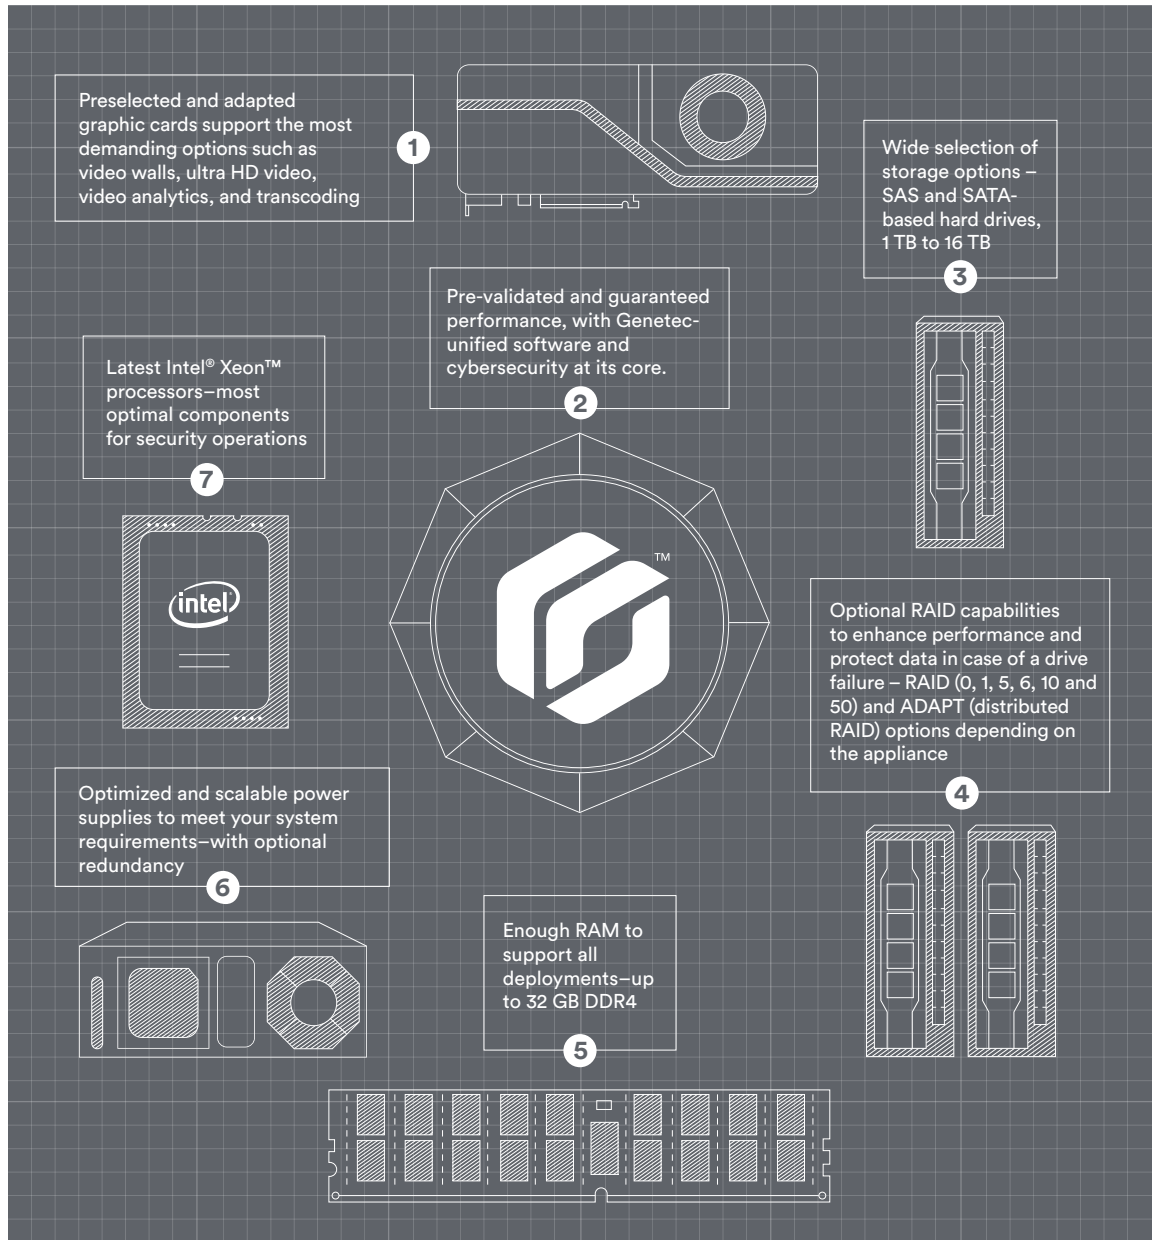 Preselected and adapted
graphic cards support the most
demanding options such as
video walls, ultra HD video,
video analytics, and transcoding
1
Wide selection of
storage options –
SAS and SATA-
based hard drives,
1 TB to 16 TB
3
Pre-validated and guaranteed
performance, with Genetec-
unified software and
cybersecurity at its core.
2
Latest Intel® Xeon™
processors–most
optimal components
for security operations
7
TM
intel
Optional RAID capabilities
to enhance performance and
protect data in case of a drive
failure – RAID (0, 1, 5, 6, 10 and
50) and ADAPT (distributed
RAID) options depending on
the appliance
4
Optimized and scalable power
supplies to meet your system
requirements–with optional
redundancy
6
Enough RAM to
support all
deployments–up
to 32 GB DDR4
5